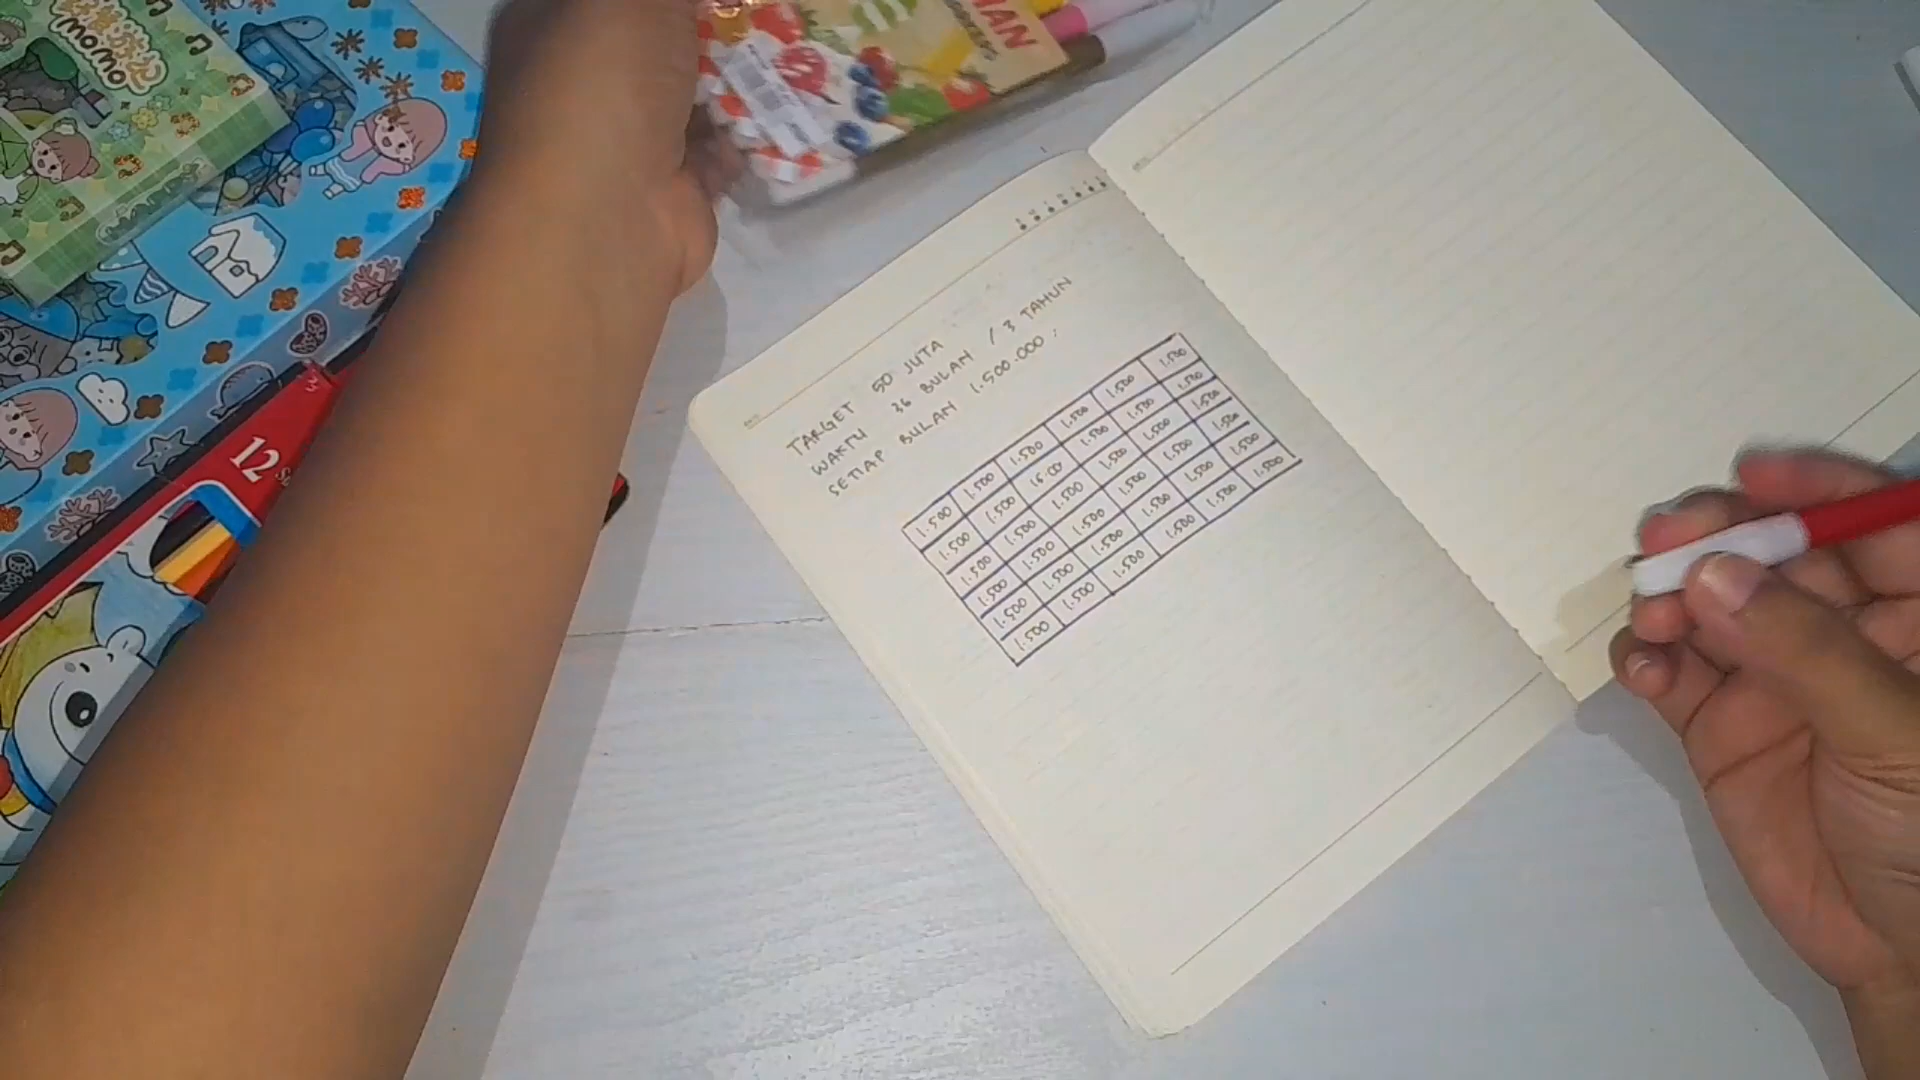 momo
HAN
12
TARGET 50 JUTA
WAKTU 36 BULAN / 3 TAHUN
SETIAP BULAN 1.500.000;
1.500 1.500 1.500 1.500 1.500 1.500
1.500 1.500 15.00 1.500 1.500 1.500
1.500 1.500 1.500 1.500 1.500 1.500
1.500 1.500 1.500 1.500 1.500 1.500
1.500 1.500 1.500 1.500 1.500 1.500
1.500 1.500 1.500 1.500 1.500 1.500